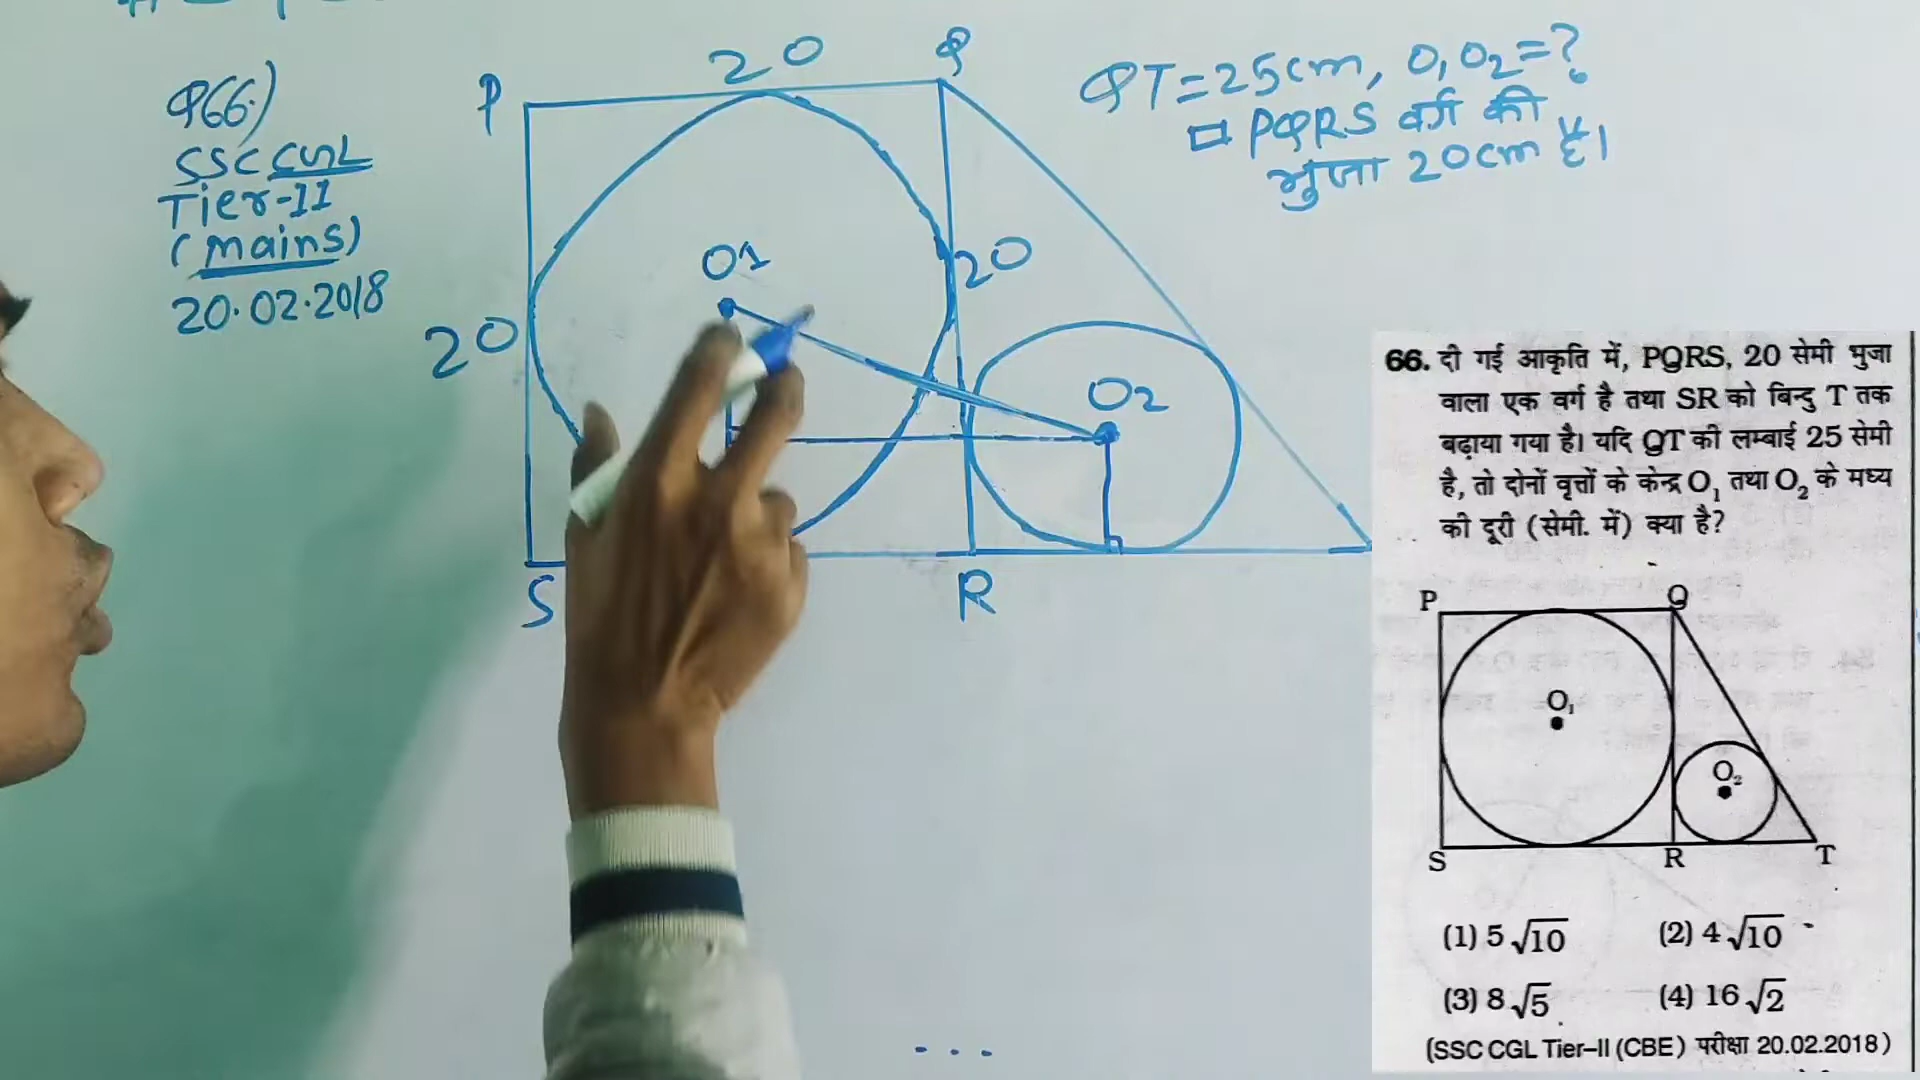 Q66.)
SSC CGL
Tier-II
(mains)
20.02.2018
P
20
Q
20
20
O1
O2
S
R
QT=25cm, O1O2=?
□ PQRS वर्ग की
भुजा 20cm है।
66. दी गई आकृति में, PQRS, 20 सेमी भुजा
वाला एक वर्ग है तथा SR को बिन्दु T तक
बढ़ाया गया है। यदि QT की लम्बाई 25 सेमी
है, तो दोनों वृत्तों के केन्द्र O₁ तथा O₂ के मध्य
की दूरी (सेमी. में) क्या है?
P Q
O₁
O₂
S R T
(1) 5√10 (2) 4√10
(3) 8√5 (4) 16√2
(SSC CGL Tier–II (CBE) परीक्षा 20.02.2018)
...